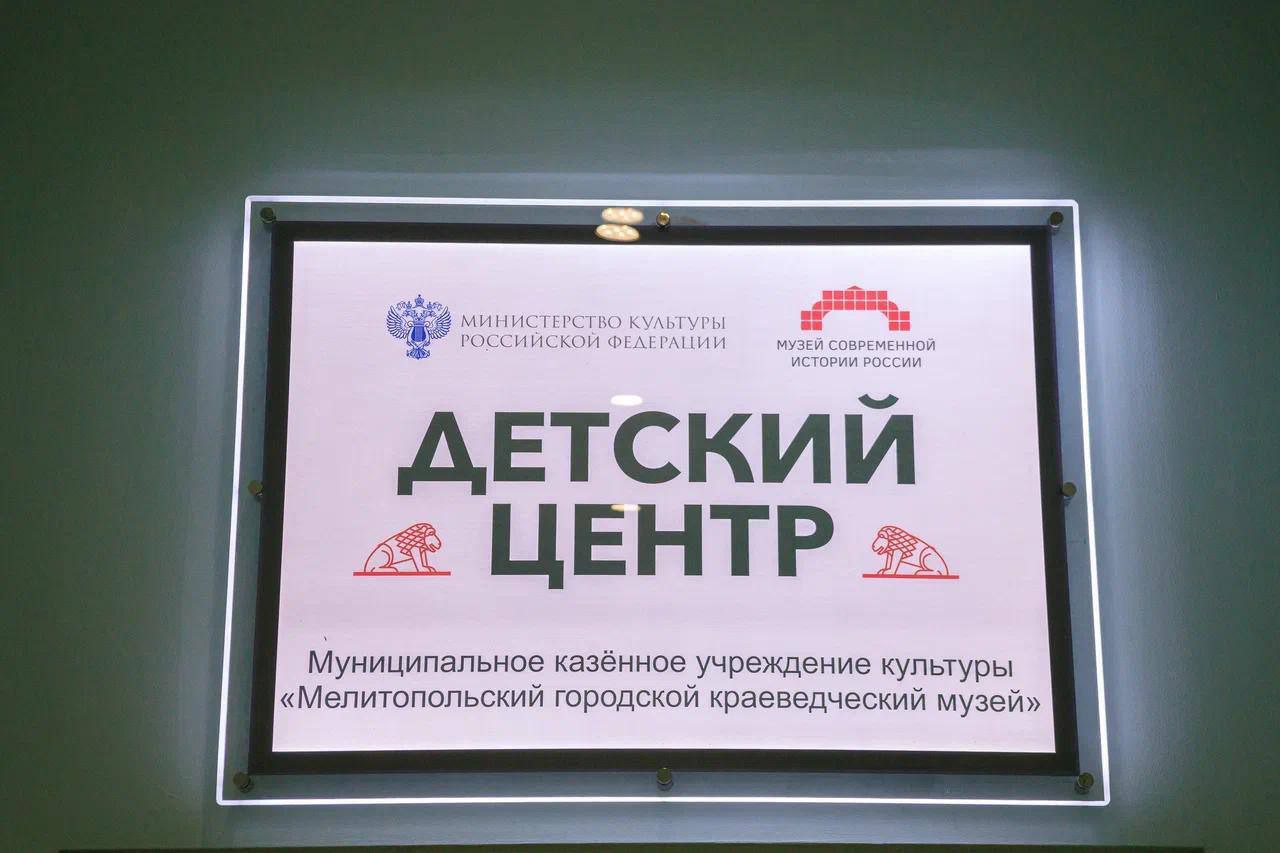 МИНИСТЕРСТВО КУЛЬТУРЫ
РОССИЙСКОЙ ФЕДЕРАЦИИ
МУЗЕЙ СОВРЕМЕННОЙ
ИСТОРИИ РОССИИ
ДЕТСКИЙ
ЦЕНТР
Муниципальное казённое учреждение культуры
«Мелитопольский городской краеведческий музей»